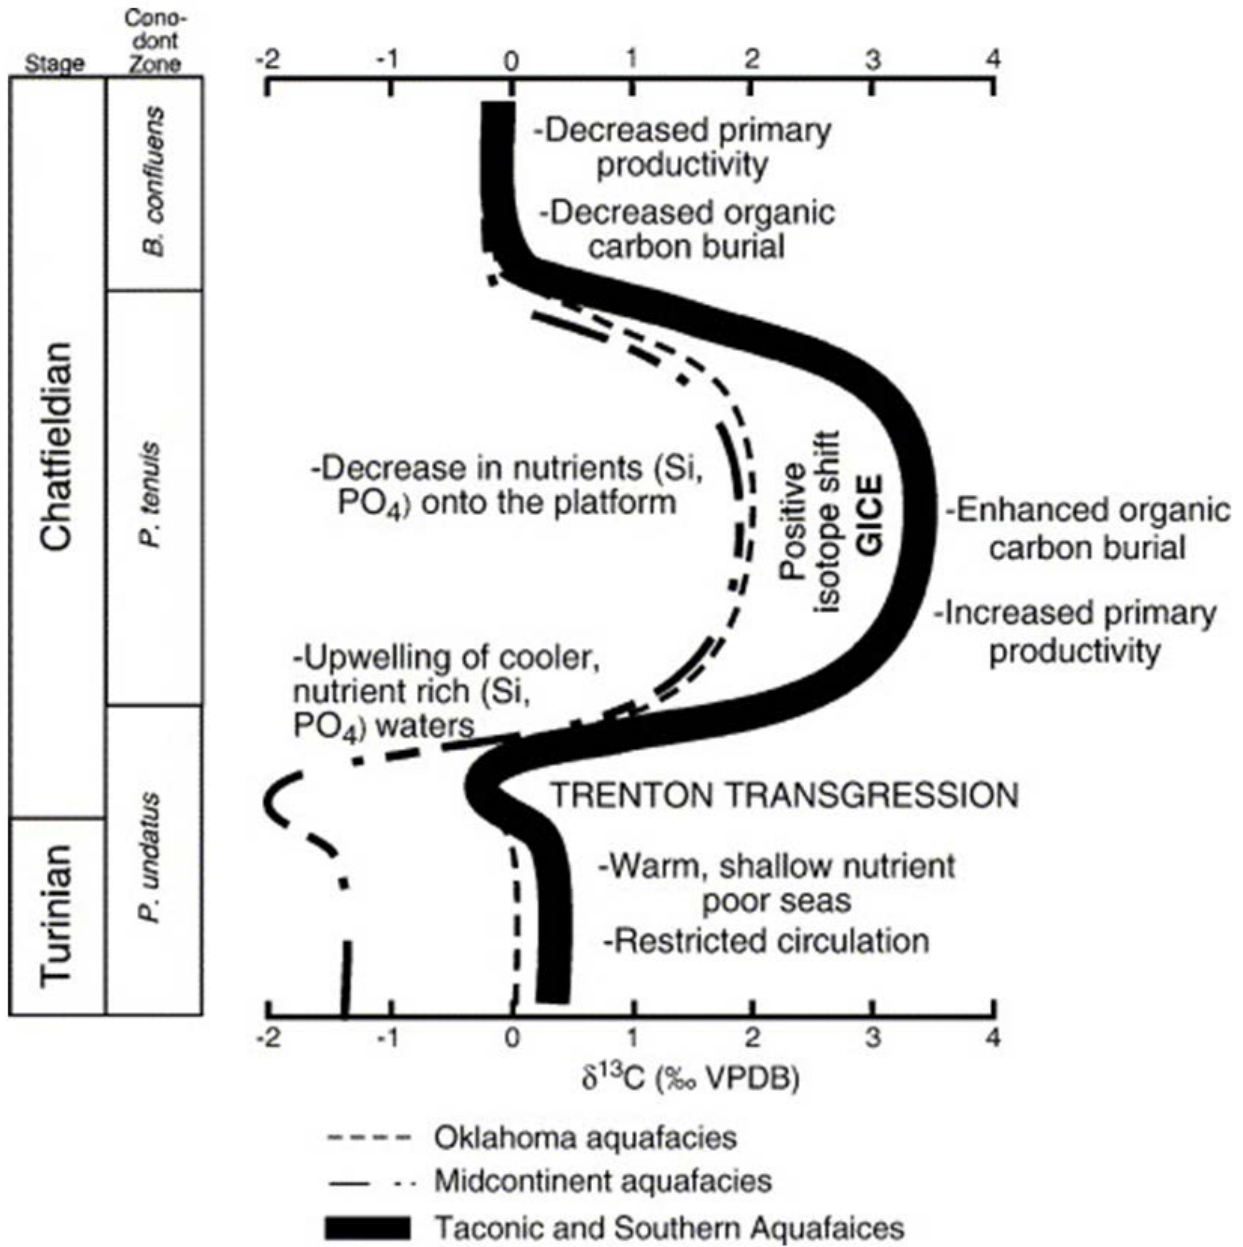 Stage
Cono-
dont
Zone
-2 -1 0 1 2 3 4
B. confluens
-Decreased primary
productivity
-Decreased organic
carbon burial
Chatfieldian
P. tenuis
-Decrease in nutrients (Si,
PO4) onto the platform
Positive
isotope shift
GICE
-Enhanced organic
carbon burial
-Increased primary
productivity
-Upwelling of cooler,
nutrient rich (Si,
PO4) waters
TRENTON TRANSGRESSION
Turinian
P. undatus
-Warm, shallow nutrient
poor seas
-Restricted circulation
-2 -1 0 1 2 3 4
δ13C (‰ VPDB)
Oklahoma aquafacies
Midcontinent aquafacies
Taconic and Southern Aquafaices